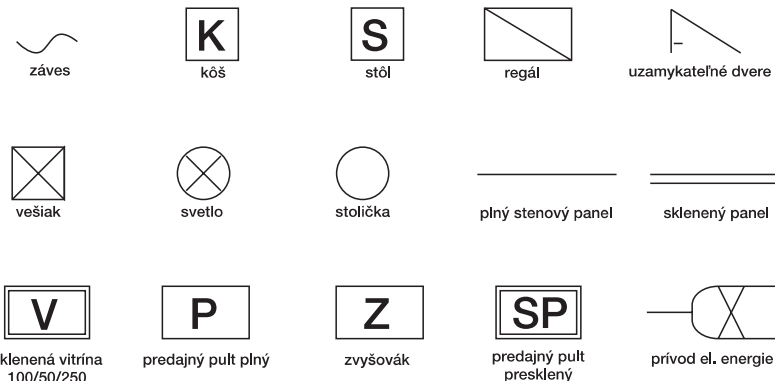 K
S
záves
kôš
stôl
regál
uzamykateľné dvere
vešiak
svetlo
stolička
plný stenový panel
sklenený panel
V
P
Z
SP
klenená vitrína
100/50/250
predajný pult plný
zvyšovák
predajný pult
presklený
prívod el. energie